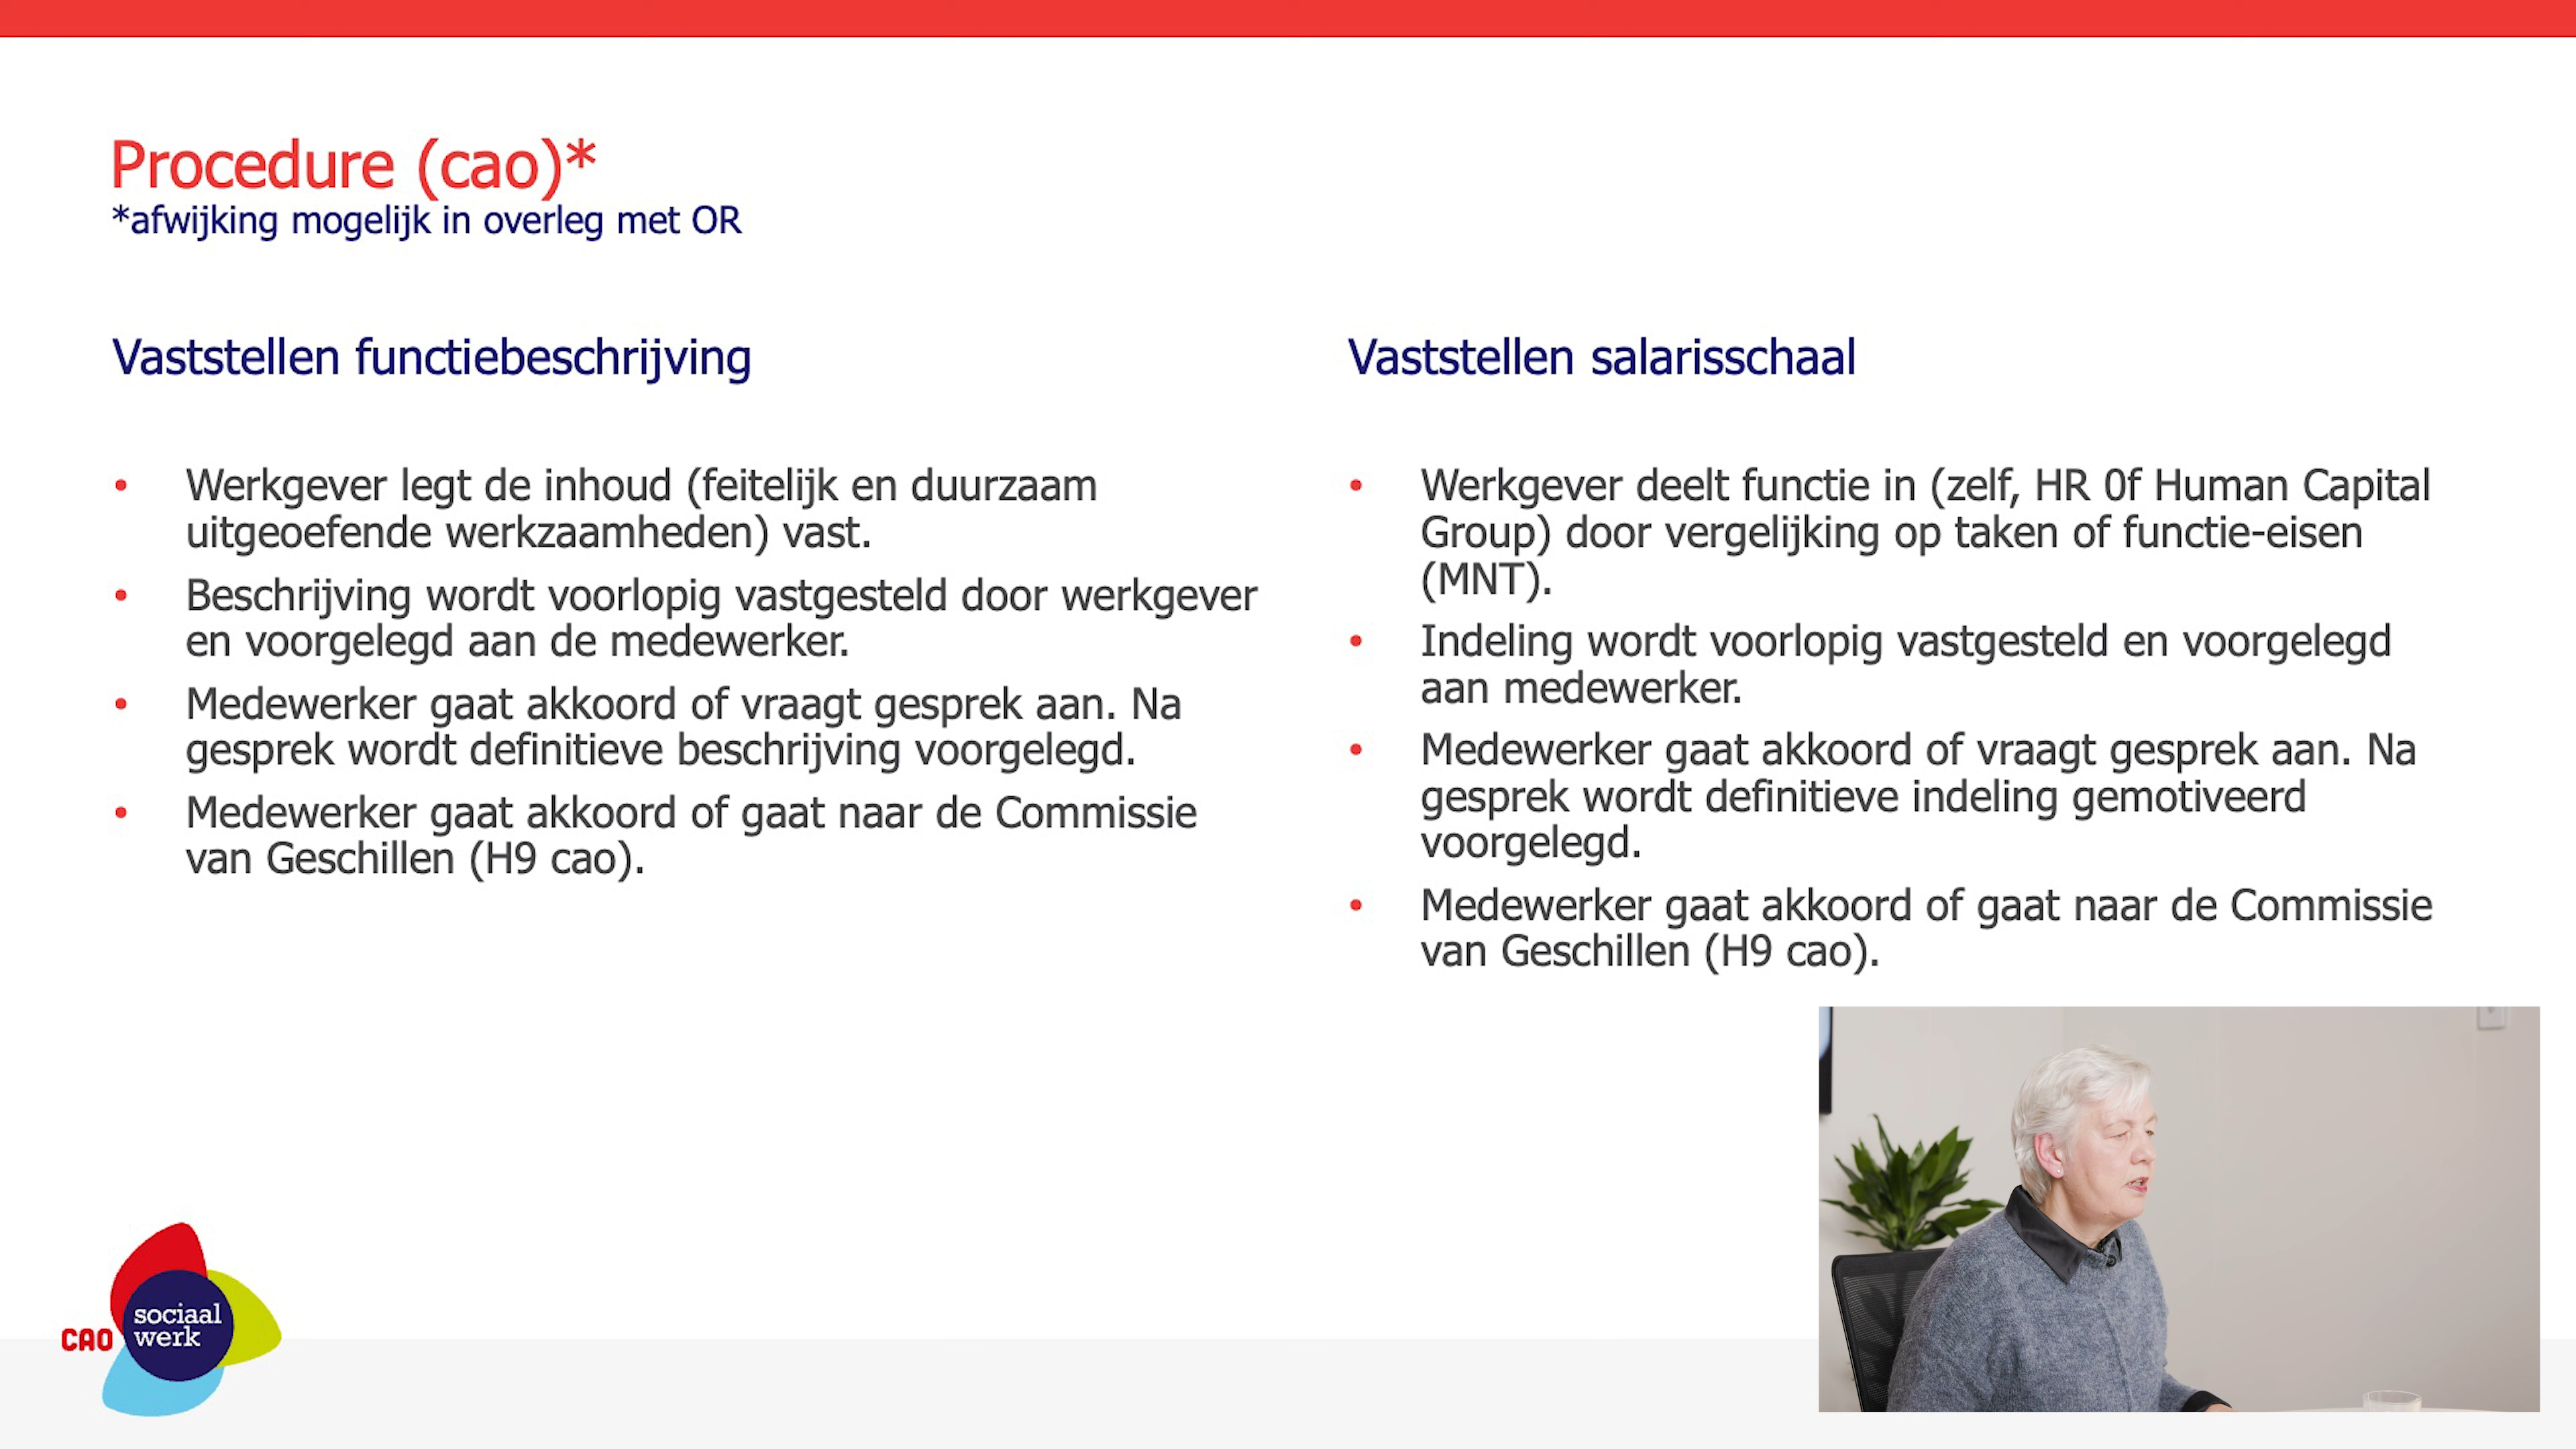 Procedure (cao)*
*afwijking mogelijk in overleg met OR
Vaststellen functiebeschrijving
• Werkgever legt de inhoud (feitelijk en duurzaam
uitgeoefende werkzaamheden) vast.
• Beschrijving wordt voorlopig vastgesteld door werkgever
en voorgelegd aan de medewerker.
• Medewerker gaat akkoord of vraagt gesprek aan. Na
gesprek wordt definitieve beschrijving voorgelegd.
• Medewerker gaat akkoord of gaat naar de Commissie
van Geschillen (H9 cao).
Vaststellen salarisschaal
• Werkgever deelt functie in (zelf, HR 0f Human Capital
Group) door vergelijking op taken of functie-eisen
(MNT).
• Indeling wordt voorlopig vastgesteld en voorgelegd
aan medewerker.
• Medewerker gaat akkoord of vraagt gesprek aan. Na
gesprek wordt definitieve indeling gemotiveerd
voorgelegd.
• Medewerker gaat akkoord of gaat naar de Commissie
van Geschillen (H9 cao).
CAO
sociaal
werk